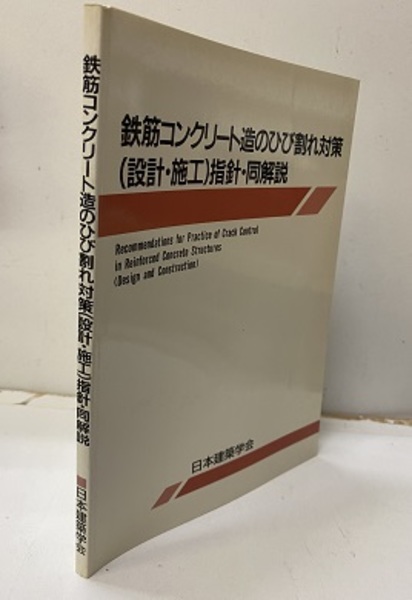 鉄筋コンクリート造のひび割れ対策
(設計・施工)指針・同解説
Recommendations for Practice of Crack Control
in Reinforced Concrete Structures
(Design and Construction)
日本建築学会
鉄筋コンクリート造のひび割れ対策(設計・施工)指針・同解説
日本建築学会